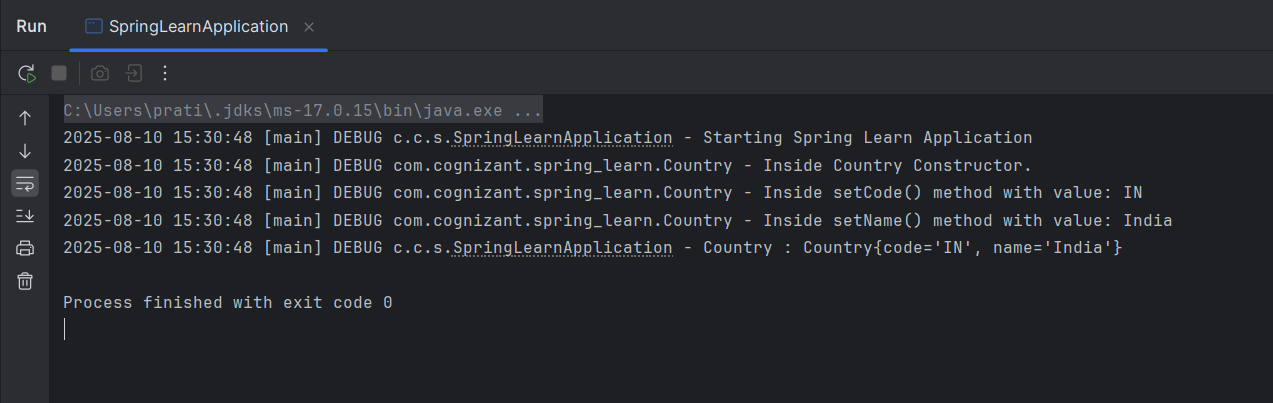 Run SpringLearnApplication
C:\Users\prati\.jdks\ms-17.0.15\bin\java.exe ...
2025-08-10 15:30:48 [main] DEBUG c.c.s.SpringLearnApplication - Starting Spring Learn Application
2025-08-10 15:30:48 [main] DEBUG com.cognizant.spring_learn.Country - Inside Country Constructor.
2025-08-10 15:30:48 [main] DEBUG com.cognizant.spring_learn.Country - Inside setCode() method with value: IN
2025-08-10 15:30:48 [main] DEBUG com.cognizant.spring_learn.Country - Inside setName() method with value: India
2025-08-10 15:30:48 [main] DEBUG c.c.s.SpringLearnApplication - Country : Country{code='IN', name='India'}
Process finished with exit code 0